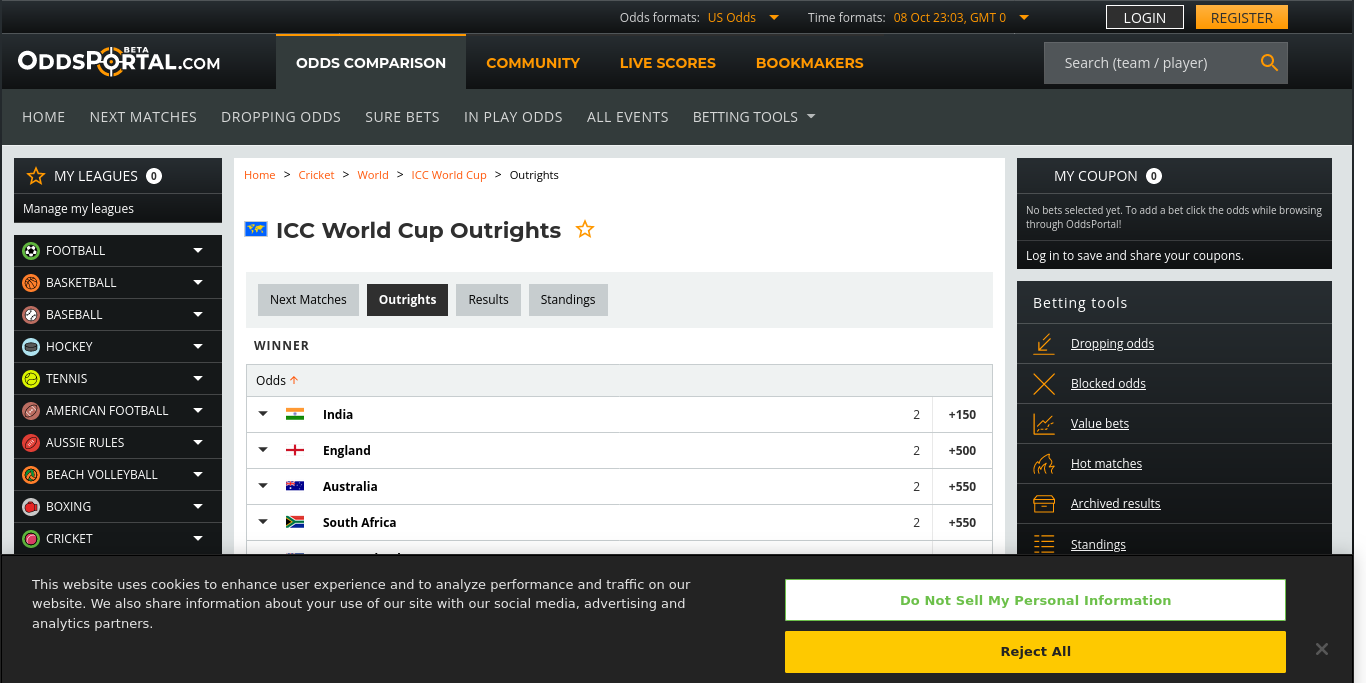 Odds formats: US Odds
Time formats: 08 Oct 23:03, GMT 0
LOGIN
REGISTER
ODDSPORTAL.COM
BETA
ODDS COMPARISON
COMMUNITY
LIVE SCORES
BOOKMAKERS
Search (team / player)
HOME
NEXT MATCHES
DROPPING ODDS
SURE BETS
IN PLAY ODDS
ALL EVENTS
BETTING TOOLS
MY LEAGUES 0
Manage my leagues
FOOTBALL
BASKETBALL
BASEBALL
HOCKEY
TENNIS
AMERICAN FOOTBALL
AUSSIE RULES
BEACH VOLLEYBALL
BOXING
CRICKET
Home > Cricket > World > ICC World Cup > Outrights
ICC World Cup Outrights
Next Matches
Outrights
Results
Standings
WINNER
Odds
India 2 +150
England 2 +500
Australia 2 +550
South Africa 2 +550
MY COUPON 0
No bets selected yet. To add a bet click the odds while browsing
through OddsPortal!
Log in to save and share your coupons.
Betting tools
Dropping odds
Blocked odds
Value bets
Hot matches
Archived results
Standings
This website uses cookies to enhance user experience and to analyze performance and traffic on our
website. We also share information about your use of our site with our social media, advertising and
analytics partners.
Do Not Sell My Personal Information
Reject All